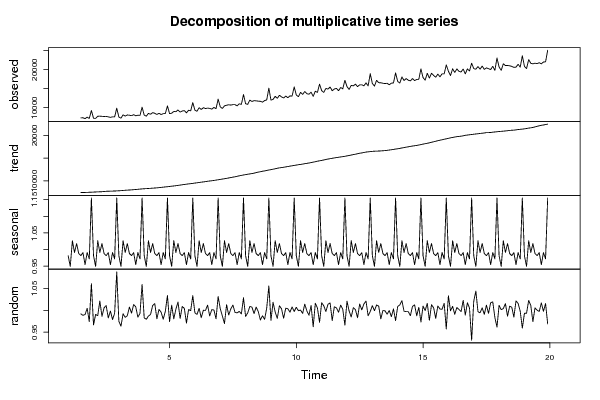 Decomposition of multiplicative time series
observed
10000
20000
trend
10000
20000
seasonal
0.95
1.05
1.15
random
0.95
1.05
5
10
15
20
Time